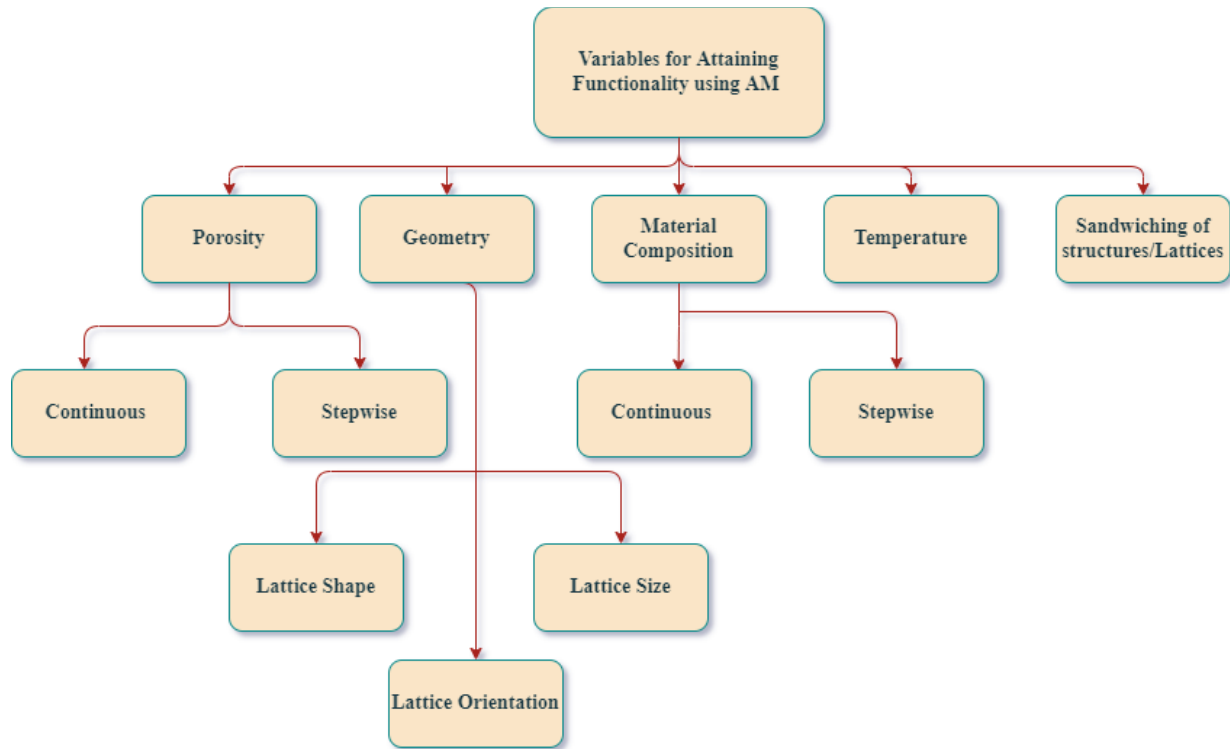 Variables for Attaining
Functionality using AM
Porosity
Geometry
Material
Composition
Temperature
Sandwiching of
structures/Lattices
Continuous
Stepwise
Continuous
Stepwise
Lattice Shape
Lattice Size
Lattice Orientation